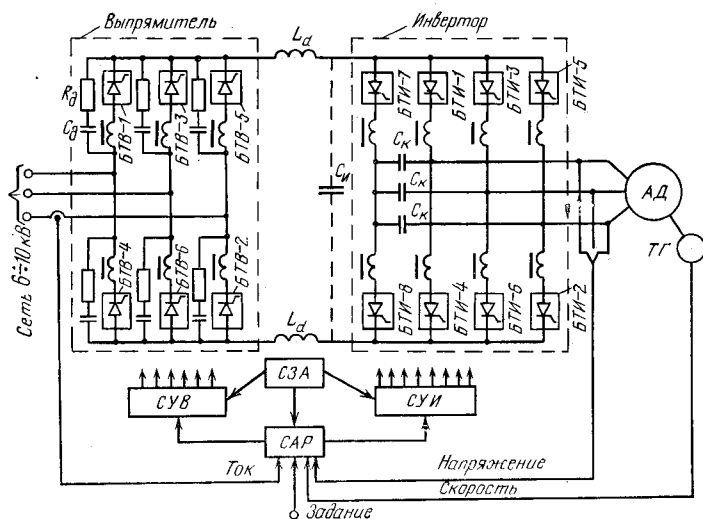 Выпрямитель
L_d
Инвертор
R_д
C_д
БТВ-1
БТВ-3
БТВ-5
БТИ-7
БТИ-1
БТИ-3
БТИ-5
C_к
C_к
C_к
C_и
АД
ТГ
Сеть 6÷10 кВ
БТВ-4
БТВ-6
БТВ-2
БТИ-8
БТИ-4
БТИ-6
БТИ-2
L_d
СЗА
СУВ
СУИ
САР
Ток
Напряжение
Скорость
Задание